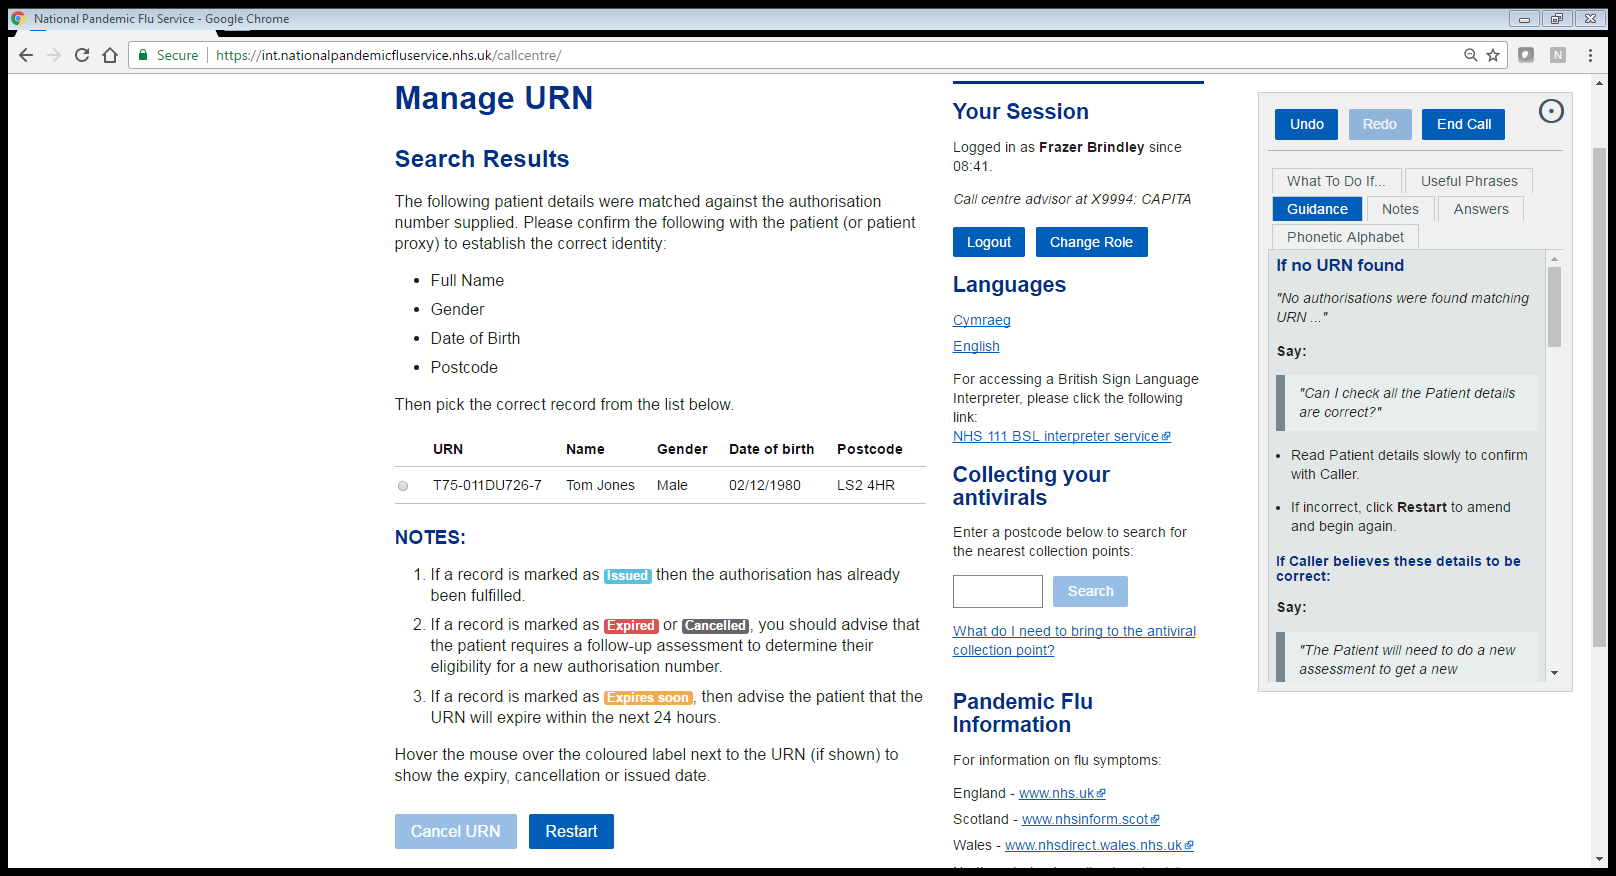 National Pandemic Flu Service - Google Chrome
Secure
https://int.nationalpandemicfluservice.nhs.uk/callcentre/
Manage URN
Search Results
The following patient details were matched against the authorisation
number supplied. Please confirm the following with the patient (or patient
proxy) to establish the correct identity:
Full Name
Gender
Date of Birth
Postcode
Then pick the correct record from the list below.
URN Name Gender Date of birth Postcode
T75-011DU726-7 Tom Jones Male 02/12/1980 LS2 4HR
NOTES:
1. If a record is marked as Issued then the authorisation has already
been fulfilled.
2. If a record is marked as Expired or Cancelled, you should advise that
the patient requires a follow-up assessment to determine their
eligibility for a new authorisation number.
3. If a record is marked as Expires soon, then advise the patient that the
URN will expire within the next 24 hours.
Hover the mouse over the coloured label next to the URN (if shown) to
show the expiry, cancellation or issued date.
Cancel URN Restart
Your Session
Logged in as Frazer Brindley since
08:41.
Call centre advisor at X9994: CAPITA
Logout Change Role
Languages
Cymraeg
English
For accessing a British Sign Language
Interpreter, please click the following
link:
NHS 111 BSL interpreter service
Collecting your
antivirals
Enter a postcode below to search for
the nearest collection points:
Search
What do I need to bring to the antiviral
collection point?
Pandemic Flu
Information
For information on flu symptoms:
England - www.nhs.uk
Scotland - www.nhsinform.scot
Wales - www.nhsdirect.wales.nhs.uk
Undo Redo End Call
What To Do If... Useful Phrases
Guidance Notes Answers
Phonetic Alphabet
If no URN found
"No authorisations were found matching
URN ..."
Say:
"Can I check all the Patient details
are correct?"
Read Patient details slowly to confirm
with Caller.
If incorrect, click Restart to amend
and begin again.
If Caller believes these details to be
correct:
Say:
"The Patient will need to do a new
assessment to get a new
N